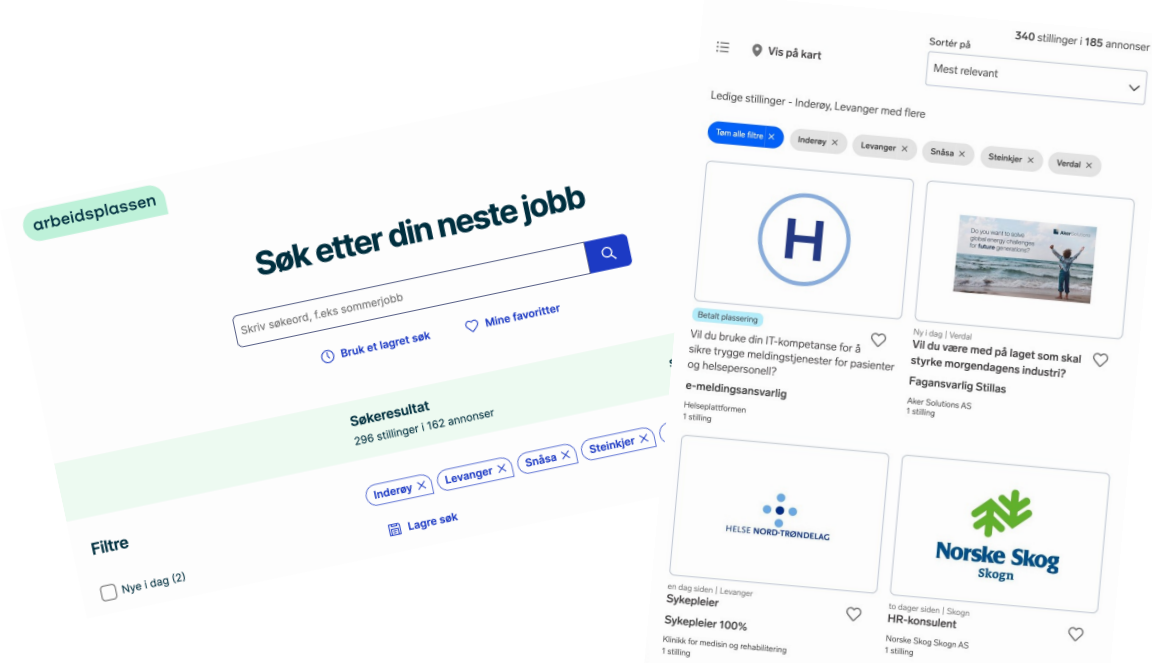 arbeidsplassen
Søk etter din neste jobb
Skriv søkeord, f.eks sommerjobb
Bruk et lagret søk
Mine favoritter
Søkeresultat
296 stillinger i 162 annonser
Inderøy
Levanger
Snåsa
Steinkjer
Lagre søk
Filtre
Nye i dag (2)
340 stillinger i 185 annonser
Vis på kart
Sortér på
Mest relevant
Ledige stillinger - Inderøy, Levanger med flere
Tøm alle filtre
Inderøy
Levanger
Snåsa
Steinkjer
Verdal
H
Betalt plassering
Vil du bruke din IT-kompetanse for å
sikre trygge meldingstjenester for pasienter
og helsepersonell?
e-meldingsansvarlig
Helseplattformen
1 stilling
Do you want to solve
global energy challenges
for future generations?
Ny i dag | Verdal
Vil du være med på laget som skal
styrke morgendagens industri?
Fagansvarlig Stillas
Aker Solutions AS
1 stilling
HELSE NORD-TRØNDELAG
en dag siden | Levanger
Sykepleier
Sykepleier 100%
Klinikk for medisin og rehabilitering
1 stilling
Norske Skog
Skogn
to dager siden | Skogn
HR-konsulent
Norske Skog Skogn AS
1 stilling